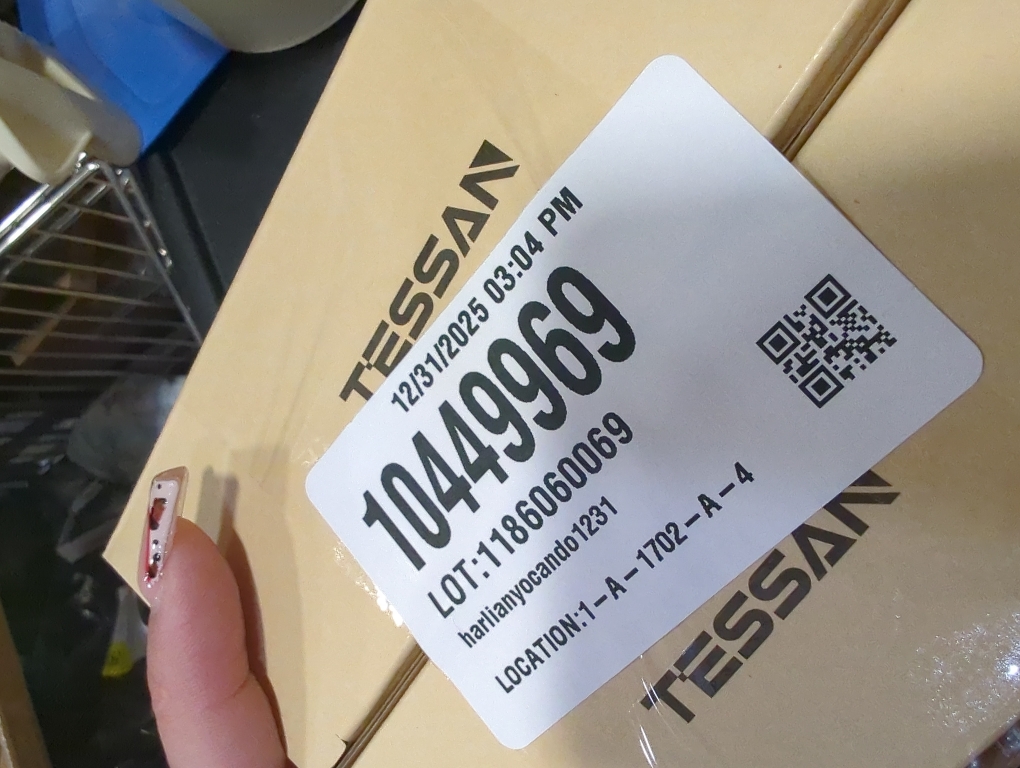 TESSAN
12/31/2025 03:04 PM
10449969
LOT:1186060069
harlianyocando1231
LOCATION:1-A-1702-A-4
TESSAN